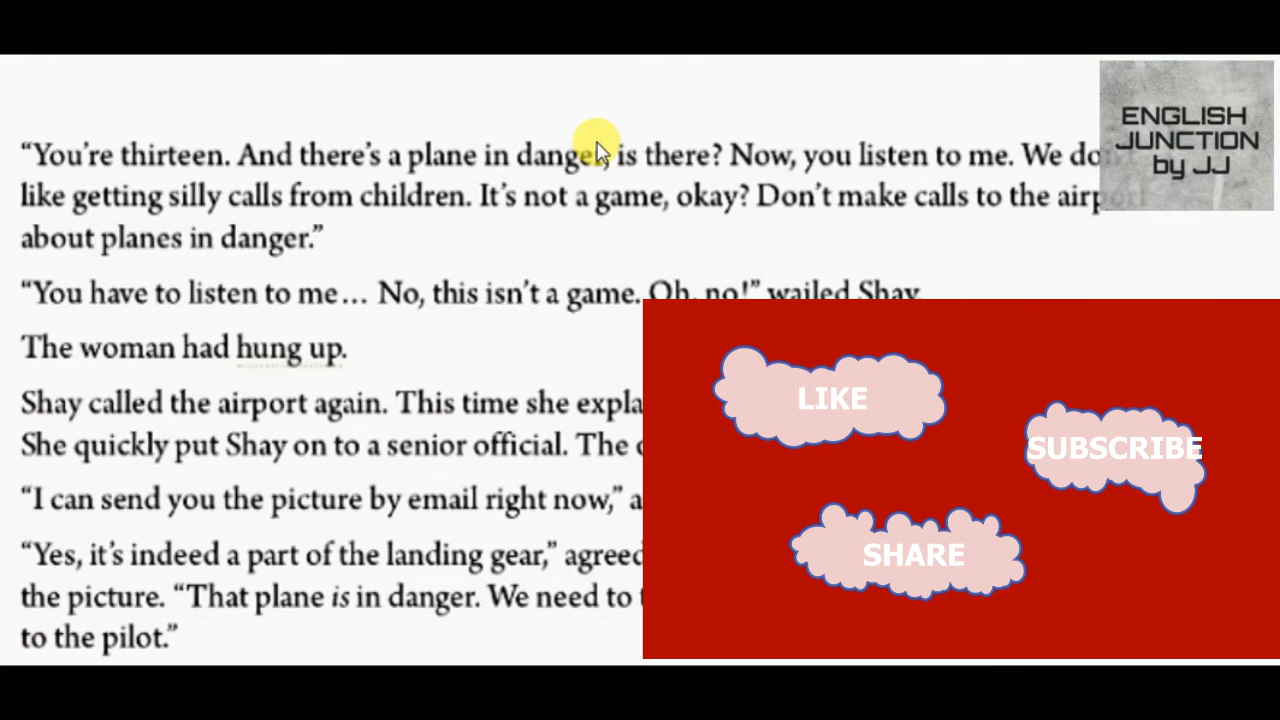 “You’re thirteen. And there’s a plane in danger, is there? Now, you listen to me. We don't
like getting silly calls from children. It’s not a game, okay? Don’t make calls to the airport
about planes in danger.”
“You have to listen to me… No, this isn’t a game. Oh, no!” wailed Shay.
The woman had hung up.
Shay called the airport again. This time she expla
She quickly put Shay on to a senior official. The
“I can send you the picture by email right now,” a
“Yes, it’s indeed a part of the landing gear,” agreed
the picture. “That plane is in danger. We need to
to the pilot.”
ENGLISH
JUNCTION
by JJ
LIKE
SUBSCRIBE
SHARE